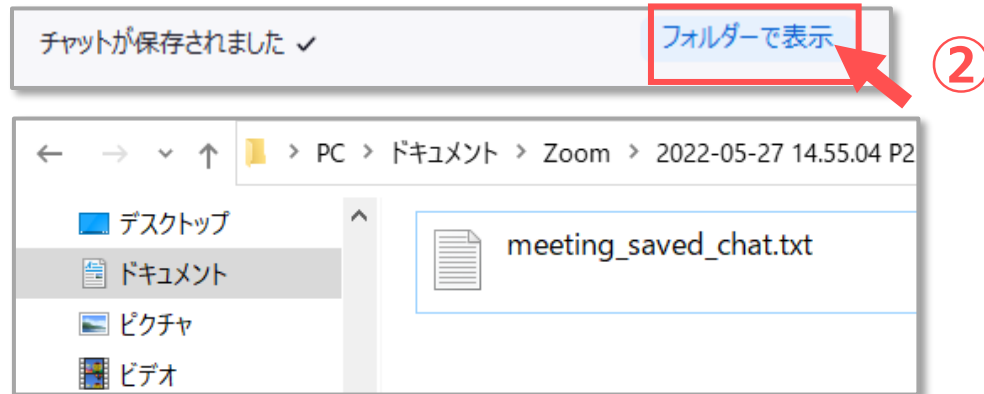 チャットが保存されました ✓ フォルダーで表示
②
← → ↑ > PC > ドキュメント > Zoom > 2022-05-27 14.55.04 P2
デスクトップ
meeting_saved_chat.txt
ドキュメント
ピクチャ
ビデオ